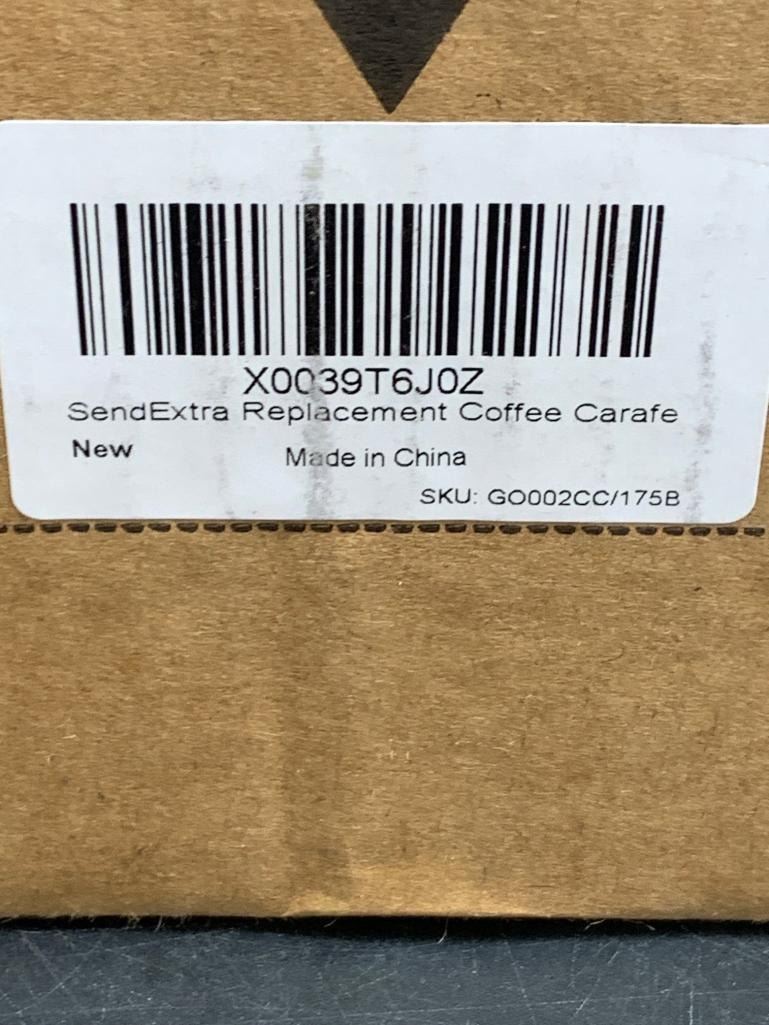 X0039T6J0Z
SendExtra Replacement Coffee Carafe
New
Made in China
SKU: GO002CC/175B